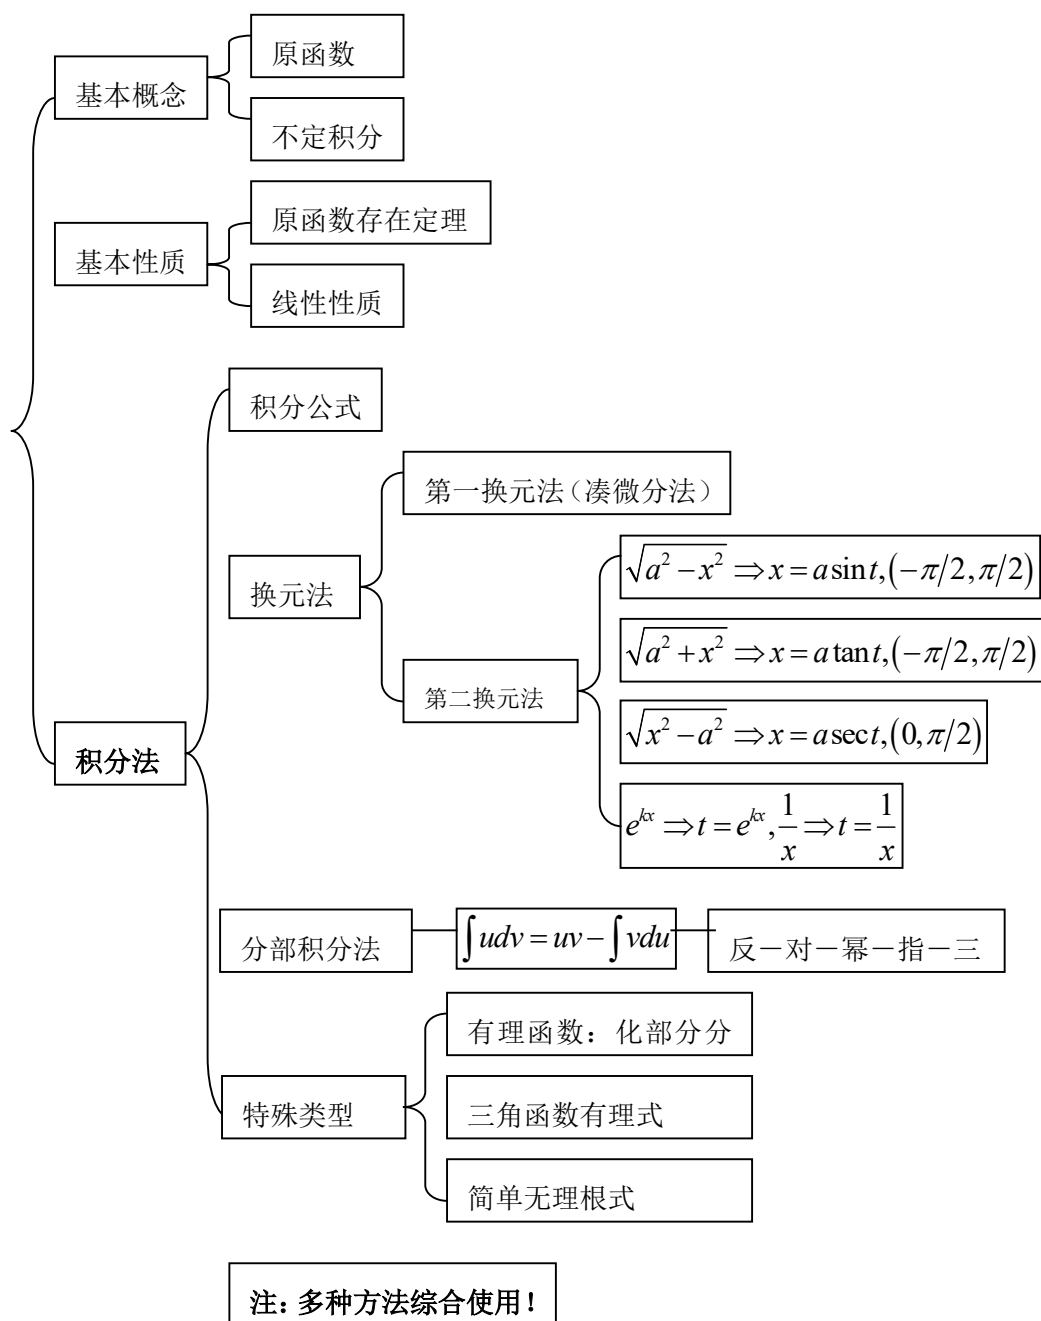 原函数
基本概念
不定积分
原函数存在定理
基本性质
线性性质
积分公式
第一换元法（凑微分法）
√(a² − x²) ⇒ x = a sin t, (−π/2, π/2)
换元法
√(a² + x²) ⇒ x = a tan t, (−π/2, π/2)
第二换元法
√(x² − a²) ⇒ x = a sec t, (0, π/2)
积分法
e^{kx} ⇒ t = e^{kx}, 1/x ⇒ t = 1/x
分部积分法
∫udv = uv − ∫vdu
反－对－幂－指－三
有理函数：化部分分
特殊类型
三角函数有理式
简单无理根式
注：多种方法综合使用！